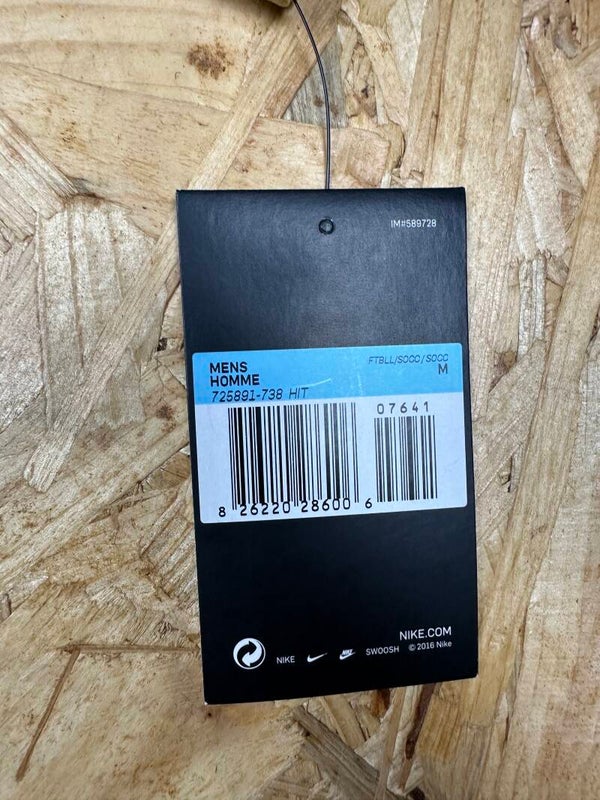 IM#589728
MENS
HOMME
FTBLL/SOCC/SOCC
M
725891-738 HIT
07641
8 26220 28600 6
NIKE.COM
NIKE SWOOSH © 2016 Nike